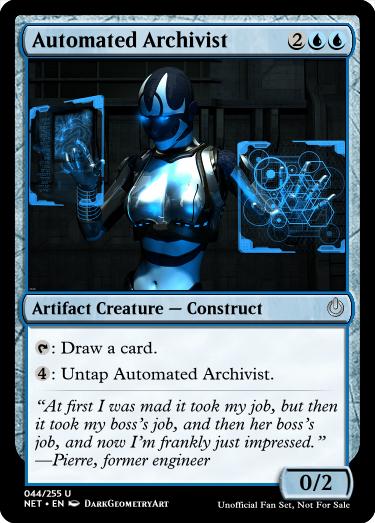 Automated Archivist 2
Artifact Creature — Construct
: Draw a card.
4: Untap Automated Archivist.
“At first I was mad it took my job, but then
it took my boss’s job, and then her boss’s
job, and now I’m frankly just impressed.”
—Pierre, former engineer
0/2
044/255 U
NET • EN DarkGeometryArt
Unofficial Fan Set, Not For Sale